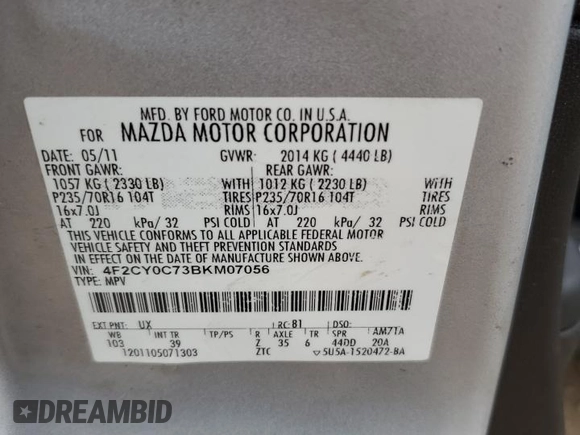 MFD. BY FORD MOTOR CO. IN U.S.A.
FOR MAZDA MOTOR CORPORATION
DATE: 05/11 GVWR: 2014 KG ( 4440 LB)
FRONT GAWR: REAR GAWR:
1057 KG ( 2330 LB) WITH 1012 KG ( 2230 LB) WITH
P235/70R16 104T TIRES P235/70R16 104T TIRES
16x7.0J RIMS 16x7.0J RIMS
AT 220 kPa/ 32 PSI COLD AT 220 kPa/ 32 PSI COLD
THIS VEHICLE CONFORMS TO ALL APPLICABLE FEDERAL MOTOR
VEHICLE SAFETY AND THEFT PREVENTION STANDARDS
IN EFFECT ON THE DATE OF MANUFACTURE SHOWN ABOVE.
VIN: 4F2CY0C73BKM07056
TYPE: MPV
EXT PNT: UX RC: 81 DSO:
WB INT TR TP/PS R AXLE TR SPR AM71A
103 39 Z 35 6 44DD 20A
1201105071303 ZTC 5U5A-1520472-BA
DREAMBID